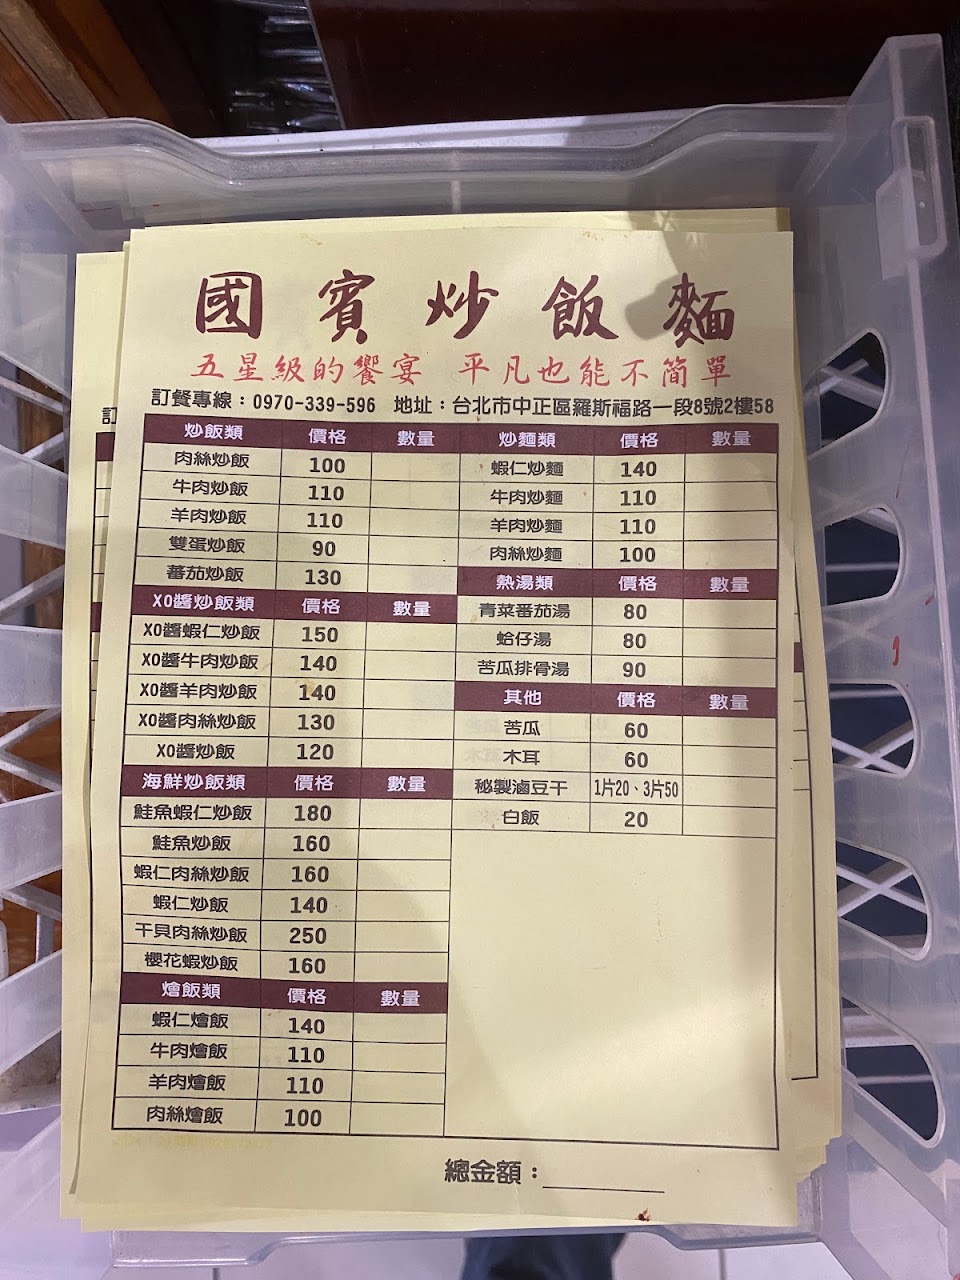 國賓炒飯麵
五星級的饗宴 平凡也能不簡單
訂餐專線：0970-339-596 地址：台北市中正區羅斯福路一段8號2樓58
炒飯類 價格 數量
肉絲炒飯 100
牛肉炒飯 110
羊肉炒飯 110
雙蛋炒飯 90
蕃茄炒飯 130
XO醬炒飯類 價格 數量
XO醬蝦仁炒飯 150
XO醬牛肉炒飯 140
XO醬羊肉炒飯 140
XO醬肉絲炒飯 130
XO醬炒飯 120
海鮮炒飯類 價格 數量
鮭魚蝦仁炒飯 180
鮭魚炒飯 160
蝦仁肉絲炒飯 160
蝦仁炒飯 140
干貝肉絲炒飯 250
櫻花蝦炒飯 160
燴飯類 價格 數量
蝦仁燴飯 140
牛肉燴飯 110
羊肉燴飯 110
肉絲燴飯 100
炒麵類 價格 數量
蝦仁炒麵 140
牛肉炒麵 110
羊肉炒麵 110
肉絲炒麵 100
熱湯類 價格 數量
青菜蕃茄湯 80
蛤仔湯 80
苦瓜排骨湯 90
其他 價格 數量
苦瓜 60
木耳 60
秘製滷豆干 1片20、3片50
白飯 20
總金額：
訂